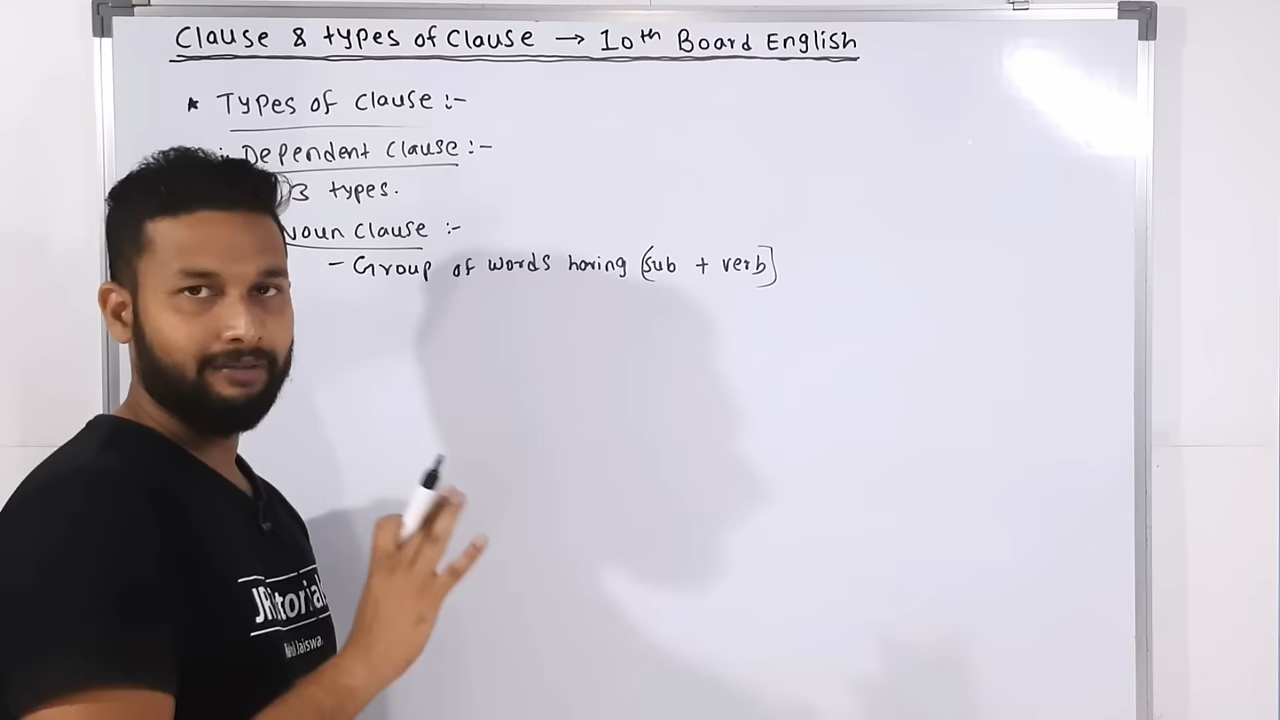 Clause & types of Clause → 10th Board English
* Types of Clause :-
Dependent Clause :-
3 types.
Noun Clause :-
- Group of words having [sub + verb]